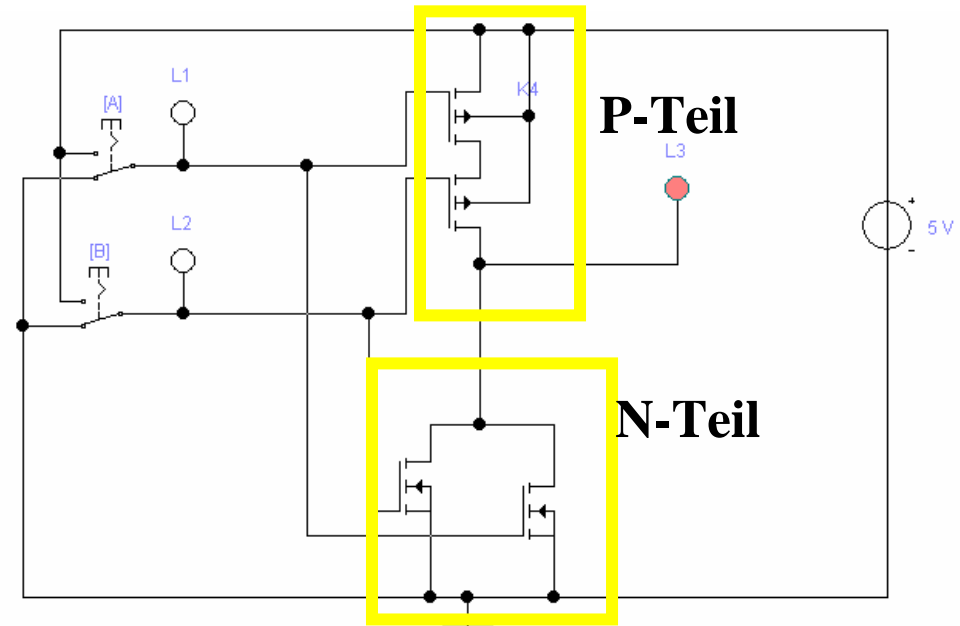 L1
[A]
K4
P-Teil
L3
L2
[B]
+
5 V
-
N-Teil